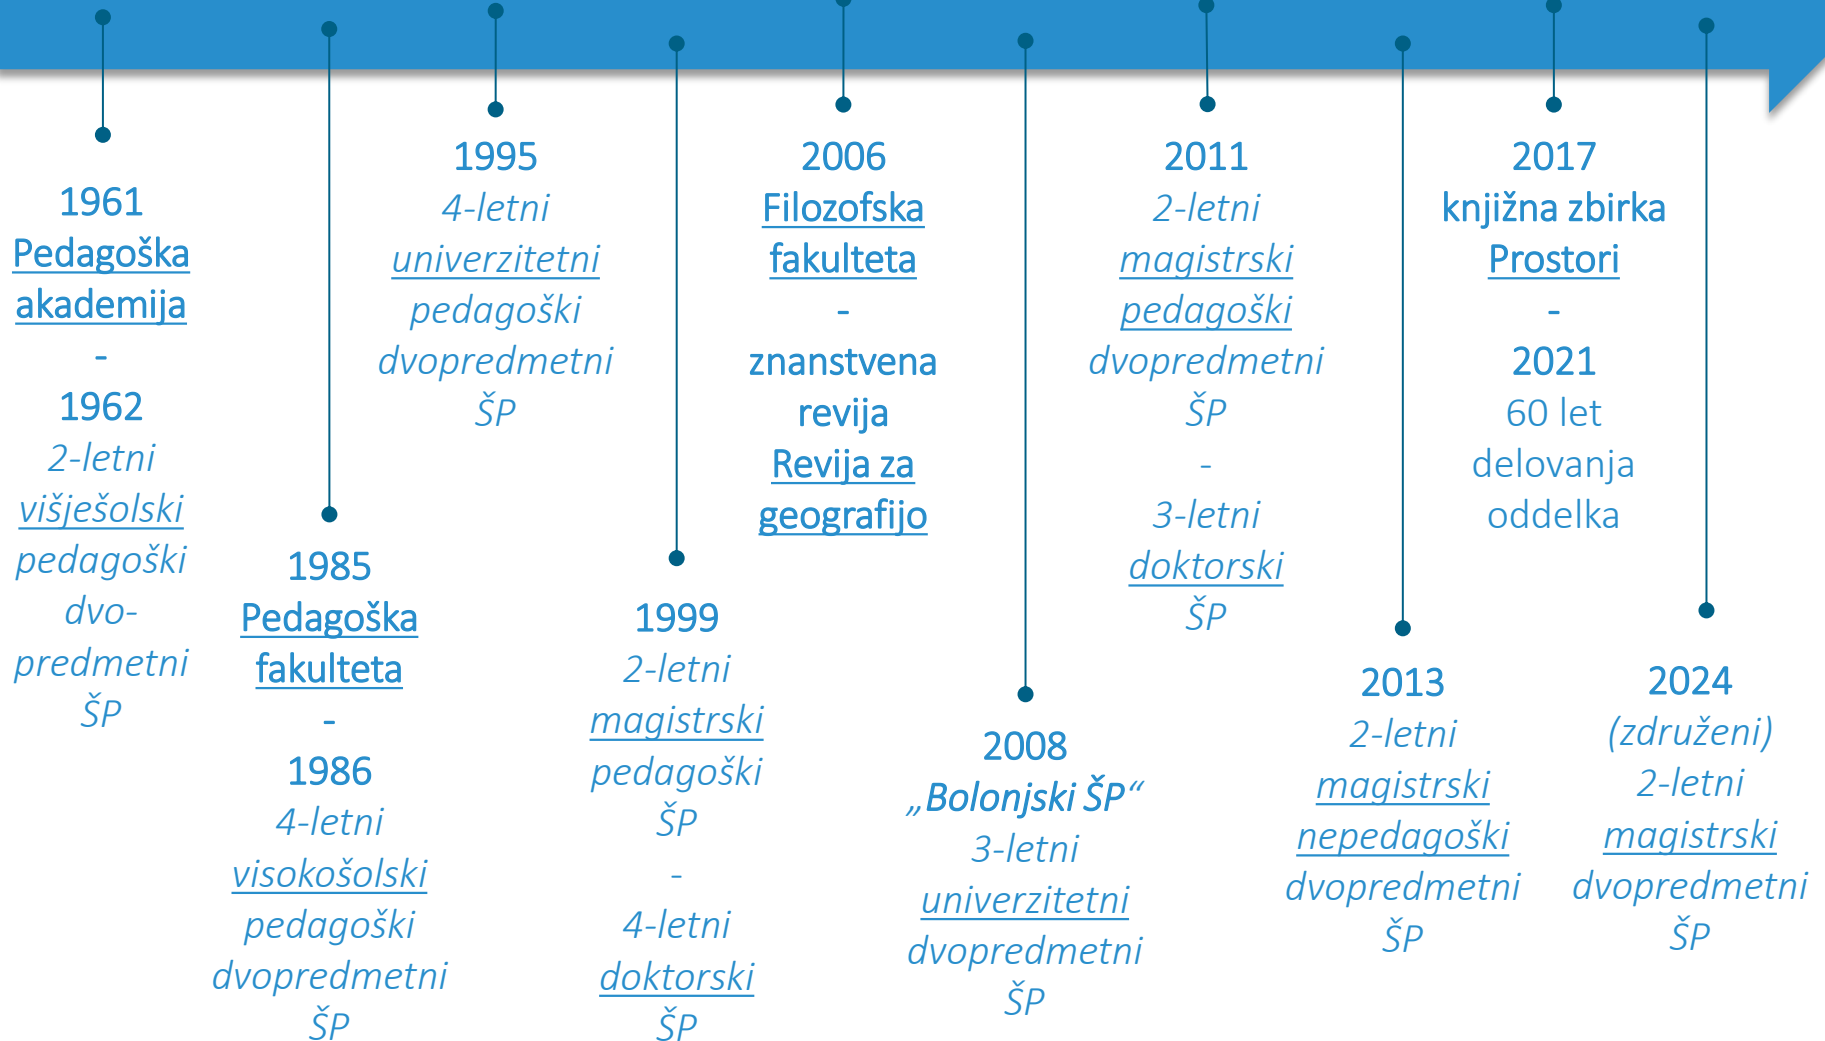 1961
Pedagoška
akademija
-
1962
2-letni
višješolski
pedagoški
dvo-
predmetni
ŠP
1985
Pedagoška
fakulteta
-
1986
4-letni
visokošolski
pedagoški
dvopredmetni
ŠP
1995
4-letni
univerzitetni
pedagoški
dvopredmetni
ŠP
1999
2-letni
magistrski
pedagoški
ŠP
-
4-letni
doktorski
ŠP
2006
Filozofska
fakulteta
-
znanstvena
revija
Revija za
geografijo
2008
„Bolonjski ŠP“
3-letni
univerzitetni
dvopredmetni
ŠP
2011
2-letni
magistrski
pedagoški
dvopredmetni
ŠP
-
3-letni
doktorski
ŠP
2013
2-letni
magistrski
nepedagoški
dvopredmetni
ŠP
2017
knjižna zbirka
Prostori
-
2021
60 let
delovanja
oddelka
2024
(združeni)
2-letni
magistrski
dvopredmetni
ŠP